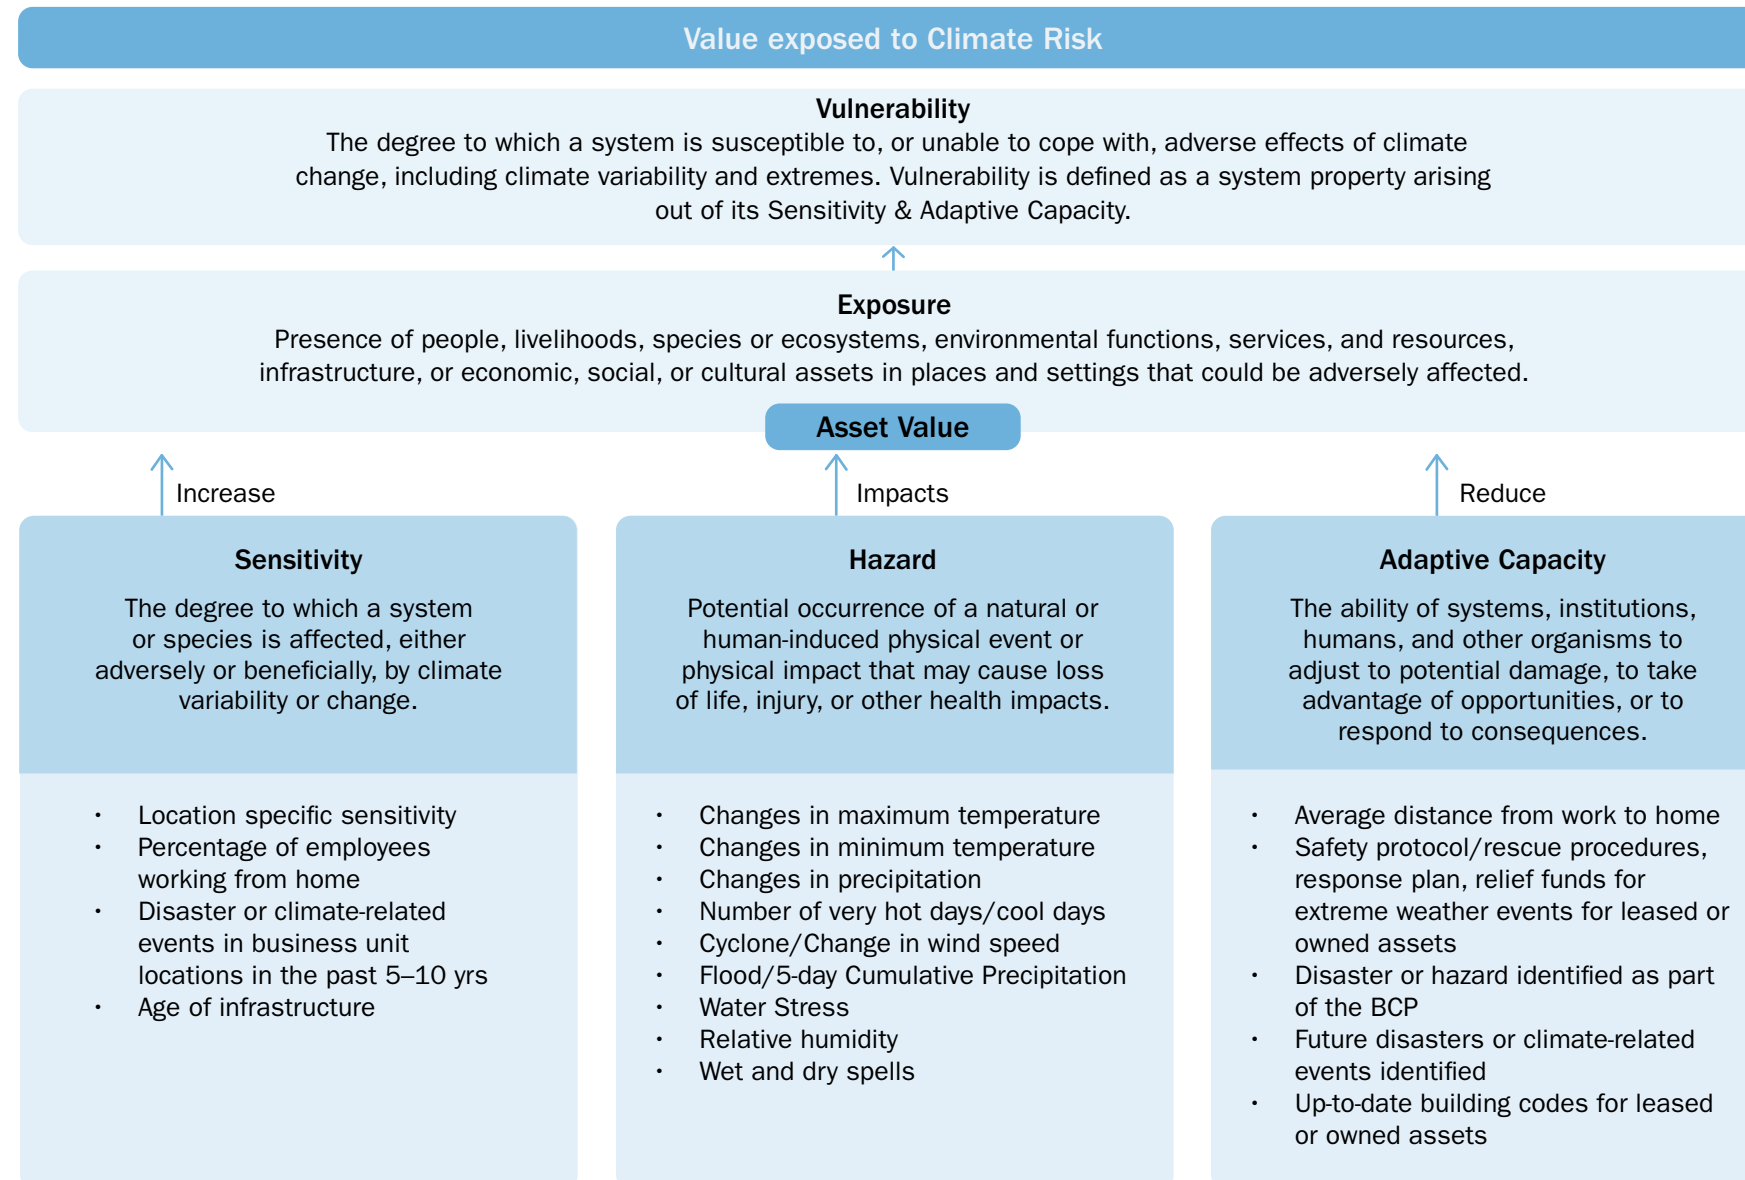 Value exposed to Climate Risk
Vulnerability
The degree to which a system is susceptible to, or unable to cope with, adverse effects of climate
change, including climate variability and extremes. Vulnerability is defined as a system property arising
out of its Sensitivity & Adaptive Capacity.
Exposure
Presence of people, livelihoods, species or ecosystems, environmental functions, services, and resources,
infrastructure, or economic, social, or cultural assets in places and settings that could be adversely affected.
Asset Value
Increase
Impacts
Reduce
Sensitivity
The degree to which a system
or species is affected, either
adversely or beneficially, by climate
variability or change.
• Location specific sensitivity
• Percentage of employees
working from home
• Disaster or climate-related
events in business unit
locations in the past 5–10 yrs
• Age of infrastructure
Hazard
Potential occurrence of a natural or
human-induced physical event or
physical impact that may cause loss
of life, injury, or other health impacts.
• Changes in maximum temperature
• Changes in minimum temperature
• Changes in precipitation
• Number of very hot days/cool days
• Cyclone/Change in wind speed
• Flood/5-day Cumulative Precipitation
• Water Stress
• Relative humidity
• Wet and dry spells
Adaptive Capacity
The ability of systems, institutions,
humans, and other organisms to
adjust to potential damage, to take
advantage of opportunities, or to
respond to consequences.
• Average distance from work to home
• Safety protocol/rescue procedures,
response plan, relief funds for
extreme weather events for leased or
owned assets
• Disaster or hazard identified as part
of the BCP
• Future disasters or climate-related
events identified
• Up-to-date building codes for leased
or owned assets